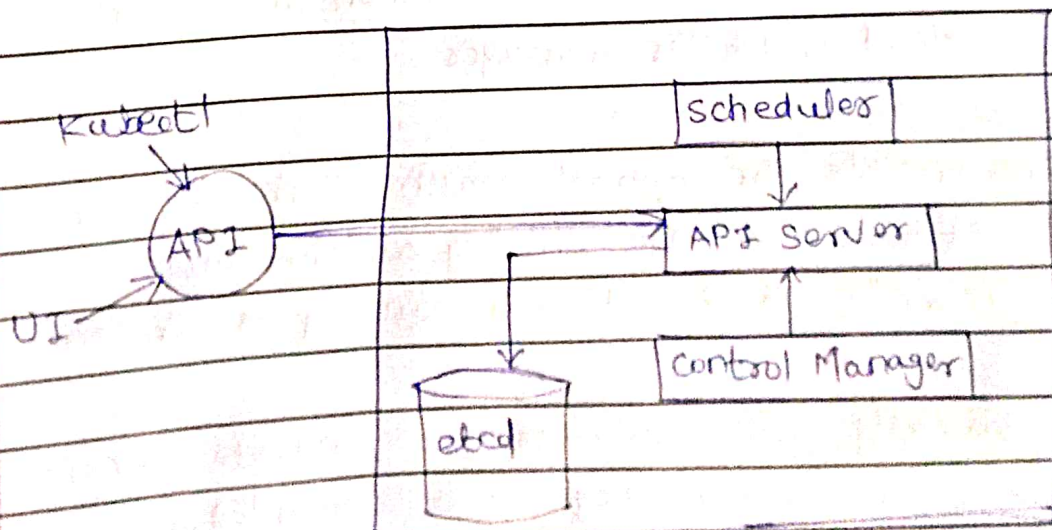 Kubectl
Scheduler
API
API Server
UI
Control Manager
etcd